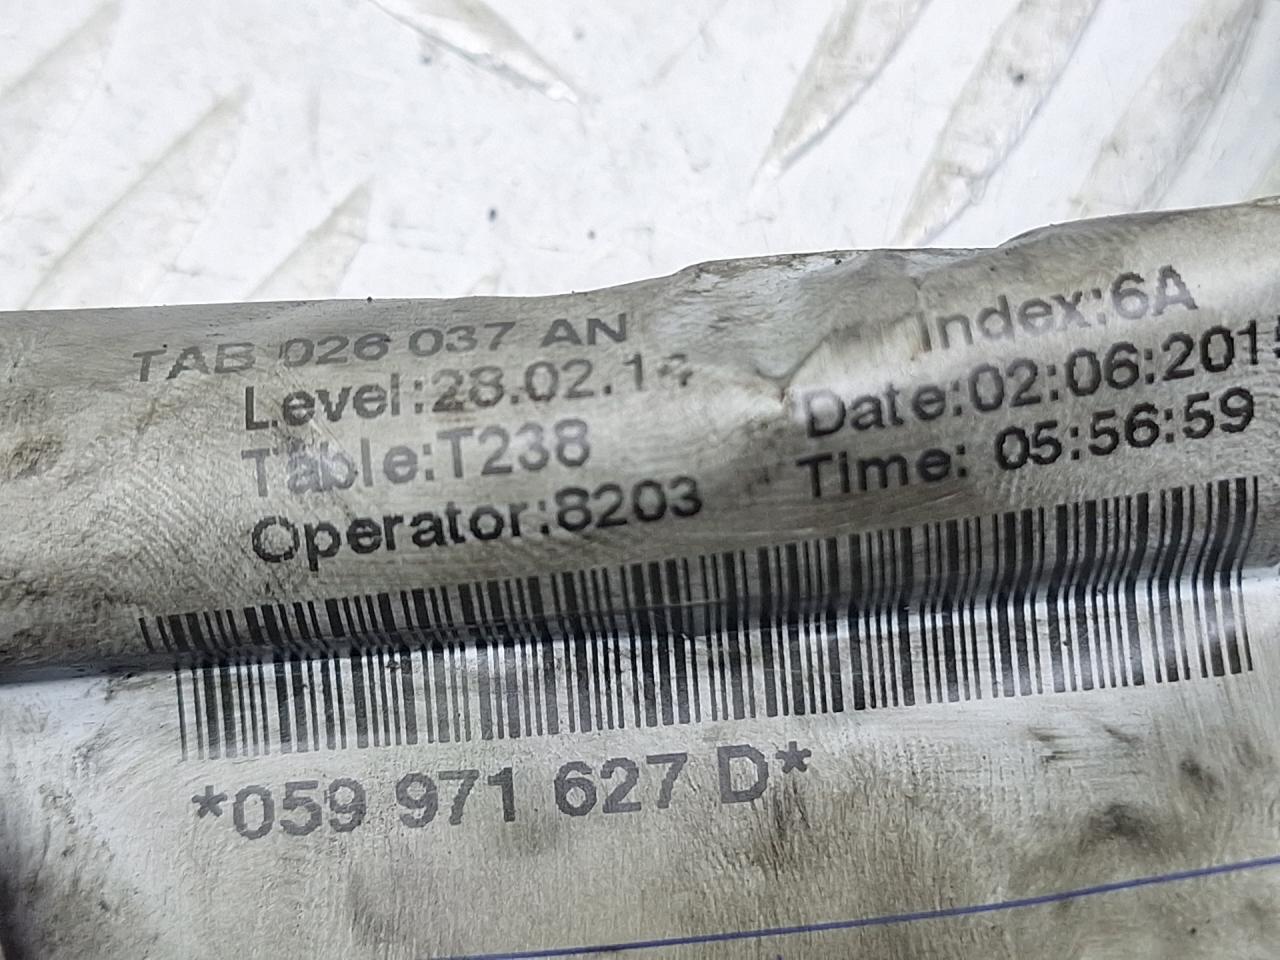 TAB 026 037 AN
Index:6A
Level:28.02.14
Date:02:06:2015
Table:T238
Time: 05:56:59
Operator:8203
*059 971 627 D*